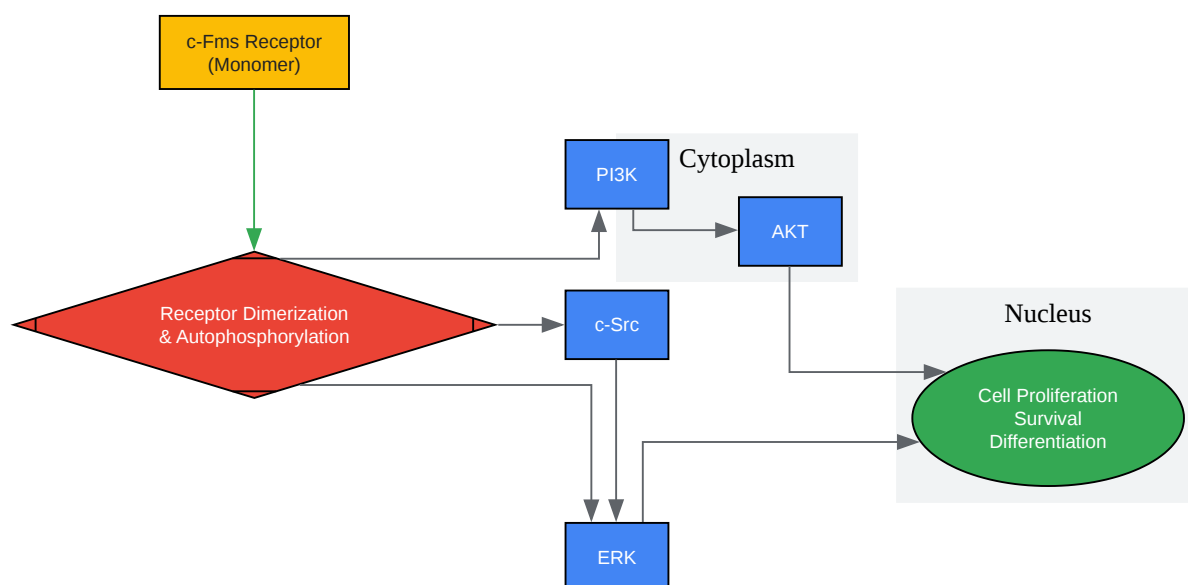 c-Fms Receptor
(Monomer)
PI3K
Cytoplasm
AKT
Receptor Dimerization
& Autophosphorylation
c-Src
Nucleus
Cell Proliferation
Survival
Differentiation
ERK